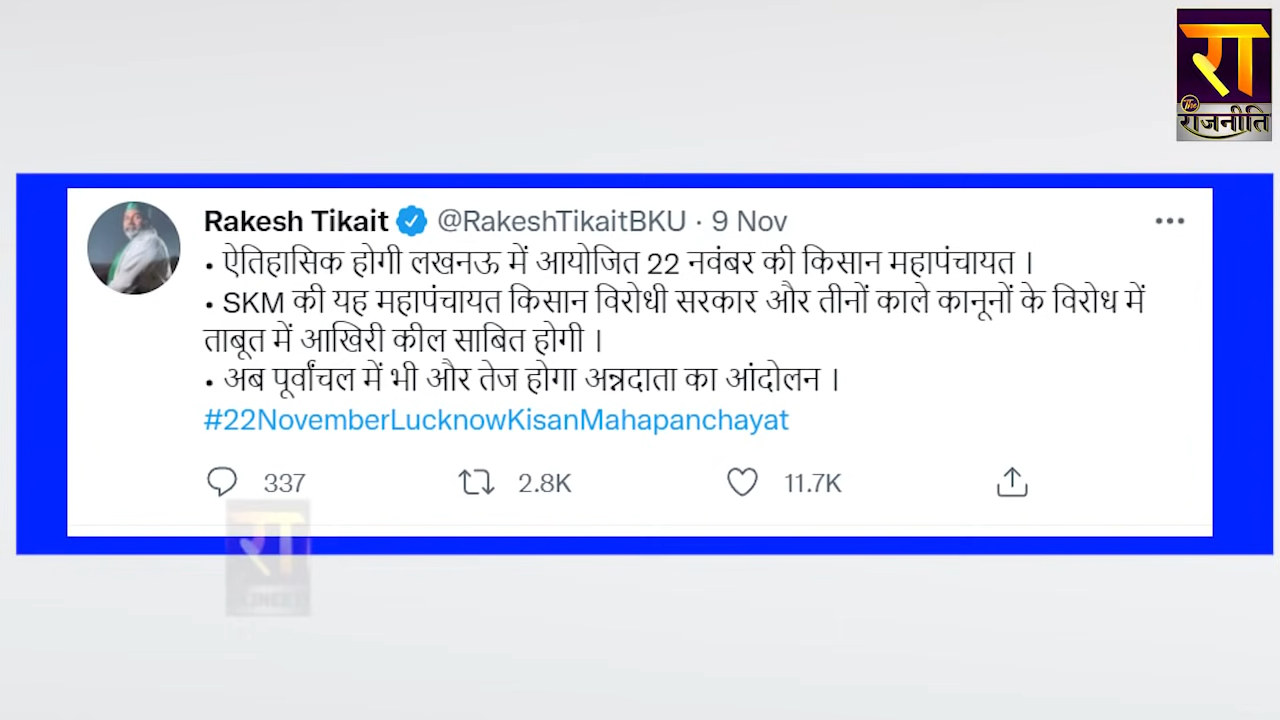 रा
The
राजनीति
Rakesh Tikait @RakeshTikaitBKU · 9 Nov
• ऐतिहासिक होगी लखनऊ में आयोजित 22 नवंबर की किसान महापंचायत ।
• SKM की यह महापंचायत किसान विरोधी सरकार और तीनों काले कानूनों के विरोध में
ताबूत में आखिरी कील साबित होगी ।
• अब पूर्वांचल में भी और तेज होगा अन्नदाता का आंदोलन ।
#22NovemberLucknowKisanMahapanchayat
337 2.8K 11.7K
रा